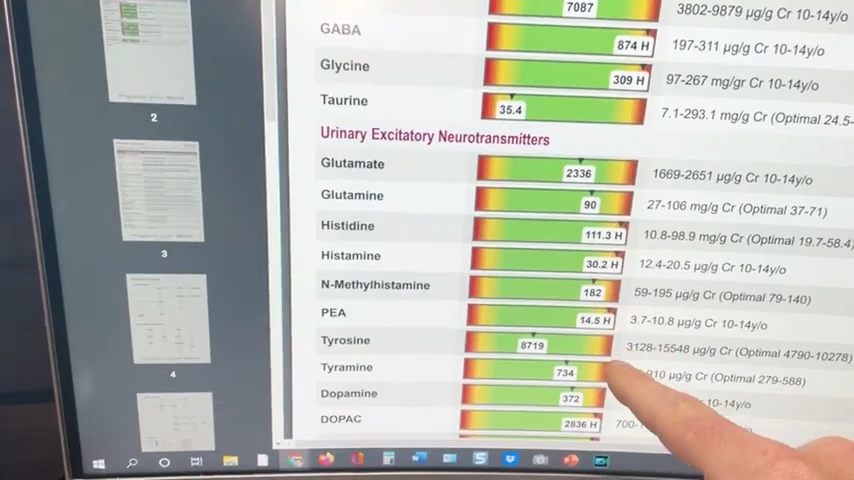 7087 3802-9879 µg/g Cr 10-14y/o
GABA 874 H 197-311 µg/g Cr 10-14y/o
Glycine 309 H 97-267 mg/gr Cr 10-14y/o
Taurine 35.4 7.1-293.1 mg/g Cr (Optimal 24.5-
Urinary Excitatory Neurotransmitters
Glutamate 2336 1669-2651 µg/g Cr 10-14y/o
Glutamine 90 27-106 mg/g Cr (Optimal 37-71)
Histidine 111.3 H 10.8-98.9 mg/g Cr (Optimal 19.7-58.4)
Histamine 30.2 H 12.4-20.5 µg/g Cr 10-14y/o
N-Methylhistamine 182 59-195 µg/g Cr (Optimal 79-140)
PEA 14.5 H 3.7-10.8 µg/g Cr 10-14y/o
Tyrosine 8719 3128-15548 µg/g Cr (Optimal 4790-10278)
Tyramine 734 -910 µg/g Cr (Optimal 279-588)
Dopamine 372 10-14y/o
DOPAC 2836 H 700-
2
3
4